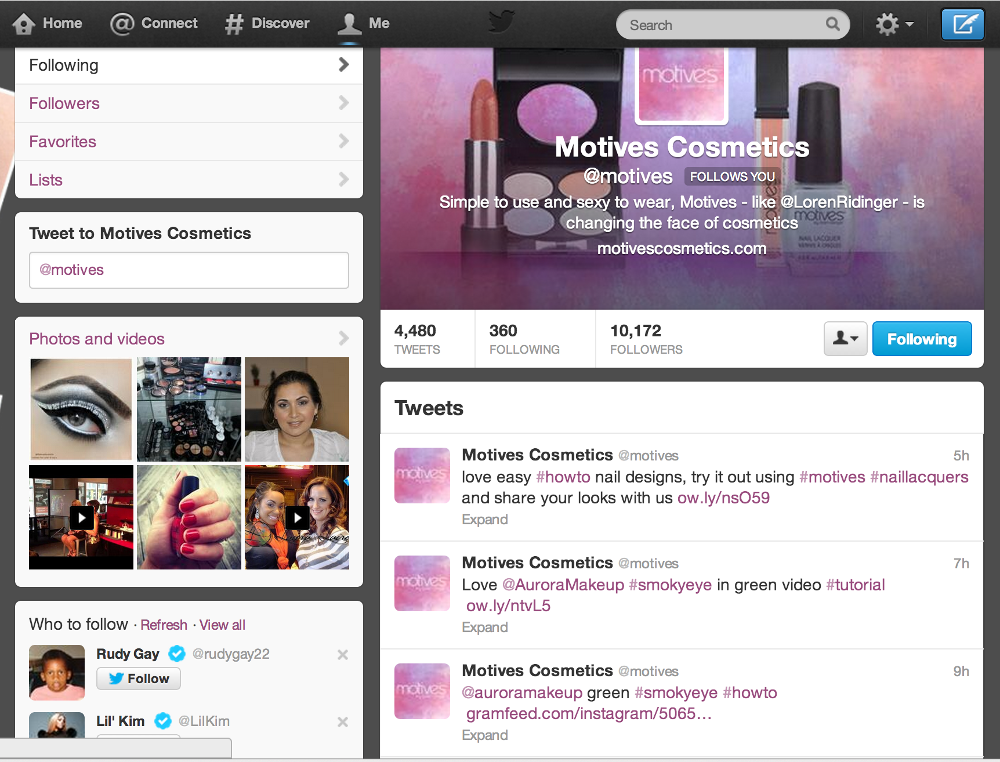 Home Connect Discover Me Search
Following
Followers
Favorites
Lists
Tweet to Motives Cosmetics
@motives
Photos and videos
Who to follow · Refresh · View all
Rudy Gay @rudygay22
Follow
Lil' Kim @LilKim
motives
Motives Cosmetics
@motives FOLLOWS YOU
Simple to use and sexy to wear, Motives - like @LorenRidinger - is
changing the face of cosmetics
motivescosmetics.com
motives
NAIL LACQUER
4,480 360 10,172
TWEETS FOLLOWING FOLLOWERS
Following
Tweets
motives
Motives Cosmetics @motives 5h
love easy #howto nail designs, try it out using #motives #naillacquers
and share your looks with us ow.ly/nsO59
Expand
motives
Motives Cosmetics @motives 7h
Love @AuroraMakeup #smokyeye in green video #tutorial
ow.ly/ntvL5
Expand
motives
Motives Cosmetics @motives 9h
@auroramakeup green #smokyeye #howto
gramfeed.com/instagram/5065…
Expand